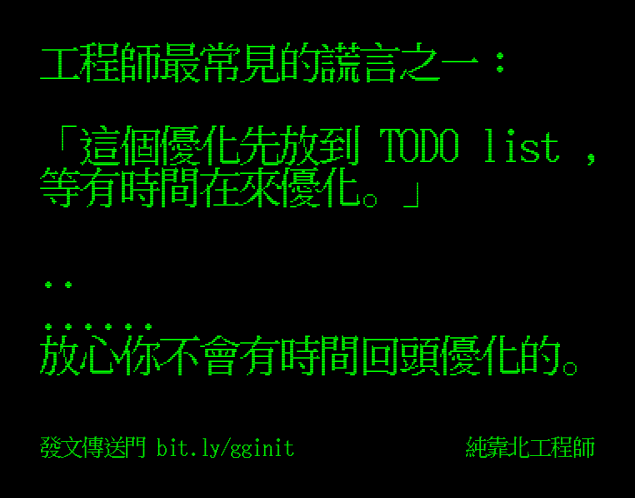 工程師最常見的謊言之一：
「這個優化先放到 TODO list ,
等有時間在來優化。」
..
......
放心你不會有時間回頭優化的。
發文傳送門 bit.ly/gginit
純靠北工程師